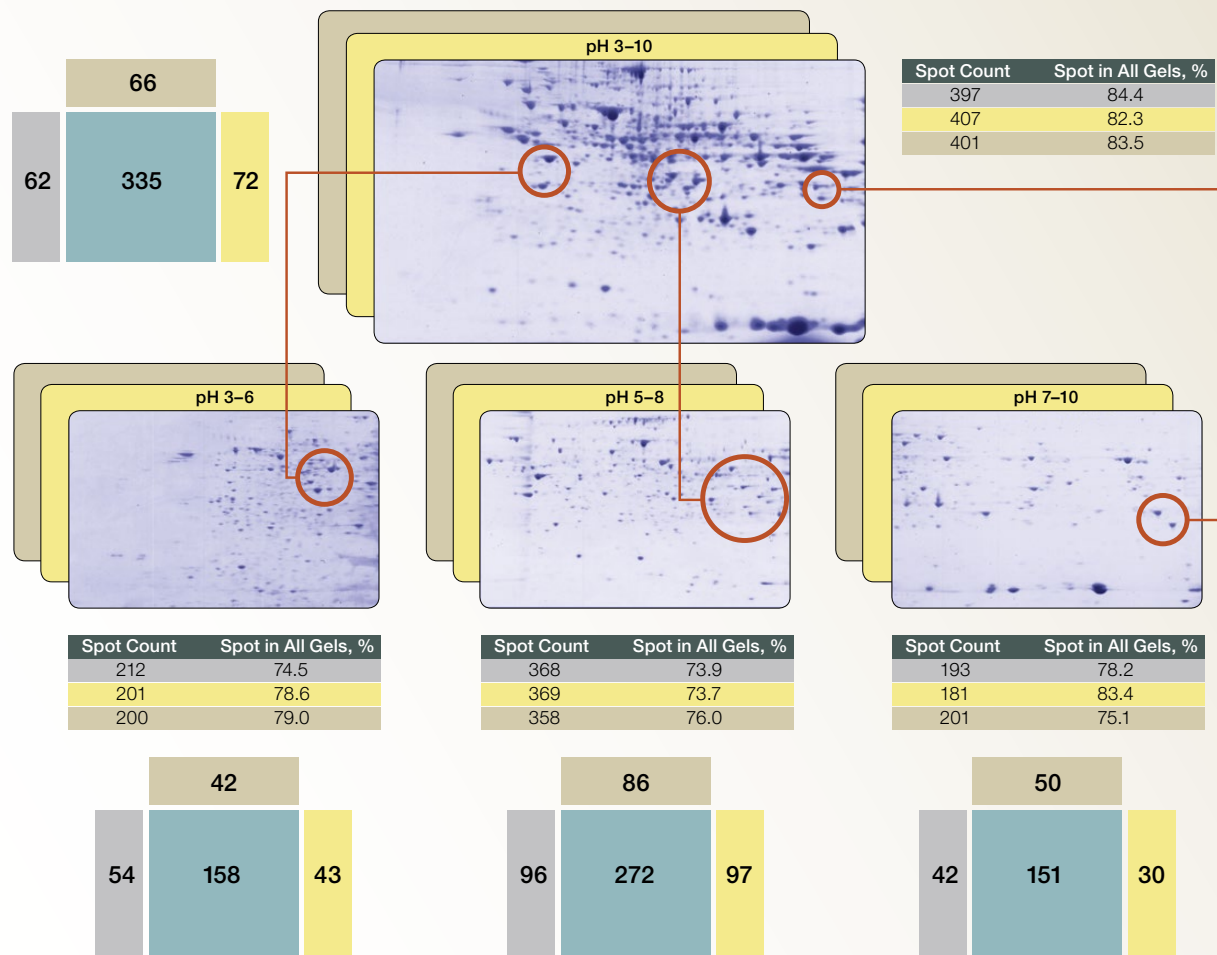 pH 3–10
66
62 335 72
Spot Count Spot in All Gels, %
397 84.4
407 82.3
401 83.5
pH 3–6
pH 5–8
pH 7–10
Spot Count Spot in All Gels, %
212 74.5
201 78.6
200 79.0
Spot Count Spot in All Gels, %
368 73.9
369 73.7
358 76.0
Spot Count Spot in All Gels, %
193 78.2
181 83.4
201 75.1
42
54 158 43
86
96 272 97
50
42 151 30